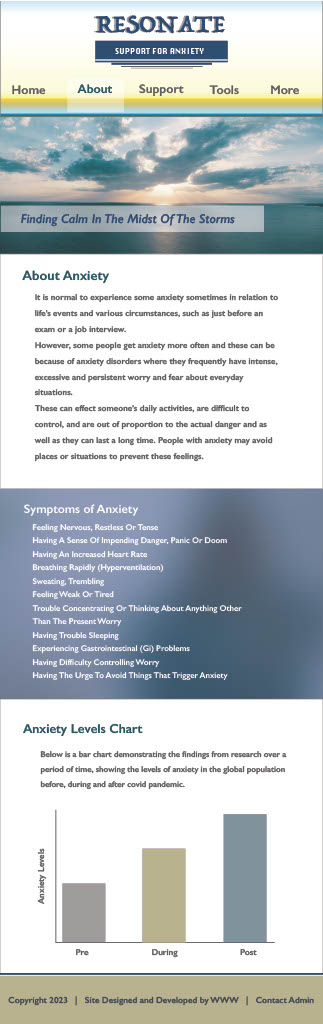 RESONATE
SUPPORT FOR ANXIETY
Home About Support Tools More
Finding Calm In The Midst Of The Storms
About Anxiety
It is normal to experience some anxiety sometimes in relation to
life's events and various circumstances, such as just before an
exam or a job interview.
However, some people get anxiety more often and these can be
because of anxiety disorders where they frequently have intense,
excessive and persistent worry and fear about everyday
situations.
These can effect someone's daily activities, are difficult to
control, and are out of proportion to the actual danger and as
well as they can last a long time. People with anxiety may avoid
places or situations to prevent these feelings.
Symptoms of Anxiety
Feeling Nervous, Restless Or Tense
Having A Sense Of Impending Danger, Panic Or Doom
Having An Increased Heart Rate
Breathing Rapidly (Hyperventilation)
Sweating, Trembling
Feeling Weak Or Tired
Trouble Concentrating Or Thinking About Anything Other
Than The Present Worry
Having Trouble Sleeping
Experiencing Gastrointestinal (Gi) Problems
Having Difficulty Controlling Worry
Having The Urge To Avoid Things That Trigger Anxiety
Anxiety Levels Chart
Below is a bar chart demonstrating the findings from research over a
period of time, showing the levels of anxiety in the global population
before, during and after covid pandemic.
Anxiety Levels
Pre During Post
Copyright 2023 | Site Designed and Developed by WWW | Contact Admin